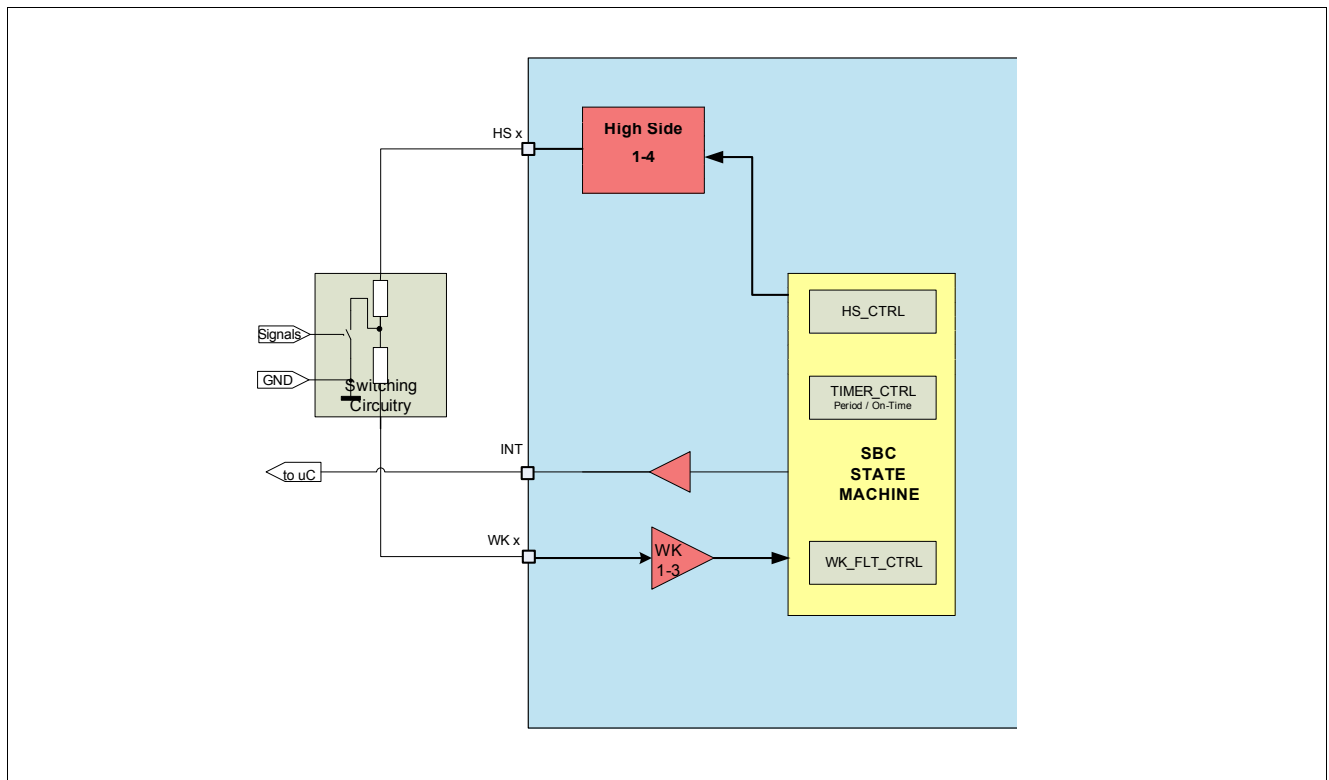 HS x
High Side
1-4
HS_CTRL
Signals
TIMER_CTRL
Period / On-Time
GND
Switching
Circuitry
INT
SBC
STATE
MACHINE
to uC
WK x
WK
1-3
WK_FLT_CTRL